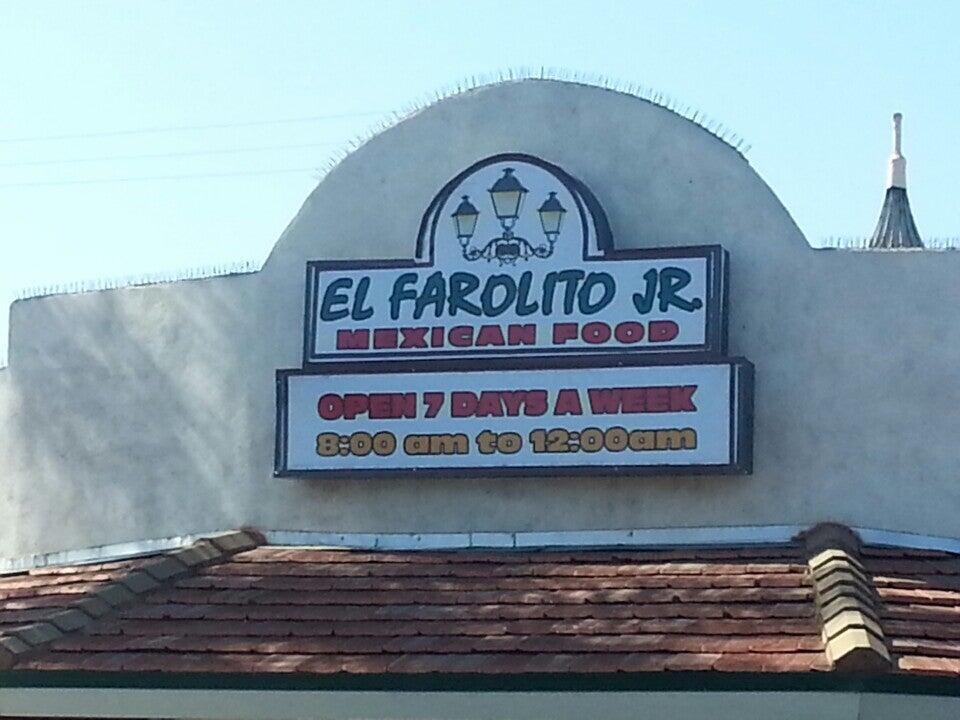 EL FAROLITO JR.
MEXICAN FOOD
OPEN 7 DAYS A WEEK
8:00 am to 12:00am